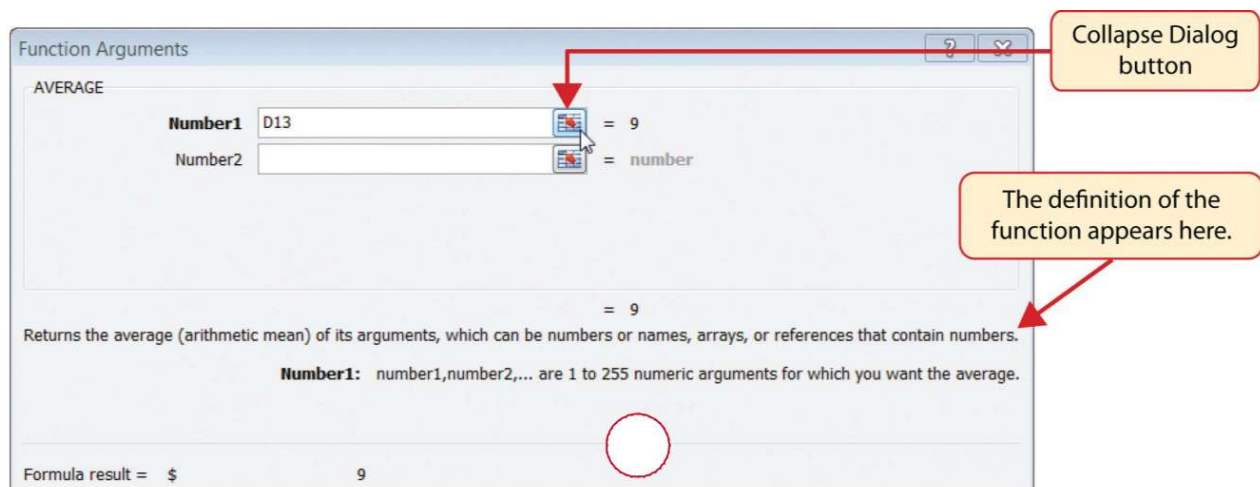 Collapse Dialog
button
Function Arguments
AVERAGE
Number1 D13 = 9
Number2 = number
The definition of the
function appears here.
= 9
Returns the average (arithmetic mean) of its arguments, which can be numbers or names, arrays, or references that contain numbers.
Number1: number1,number2,... are 1 to 255 numeric arguments for which you want the average.
Formula result = $ 9